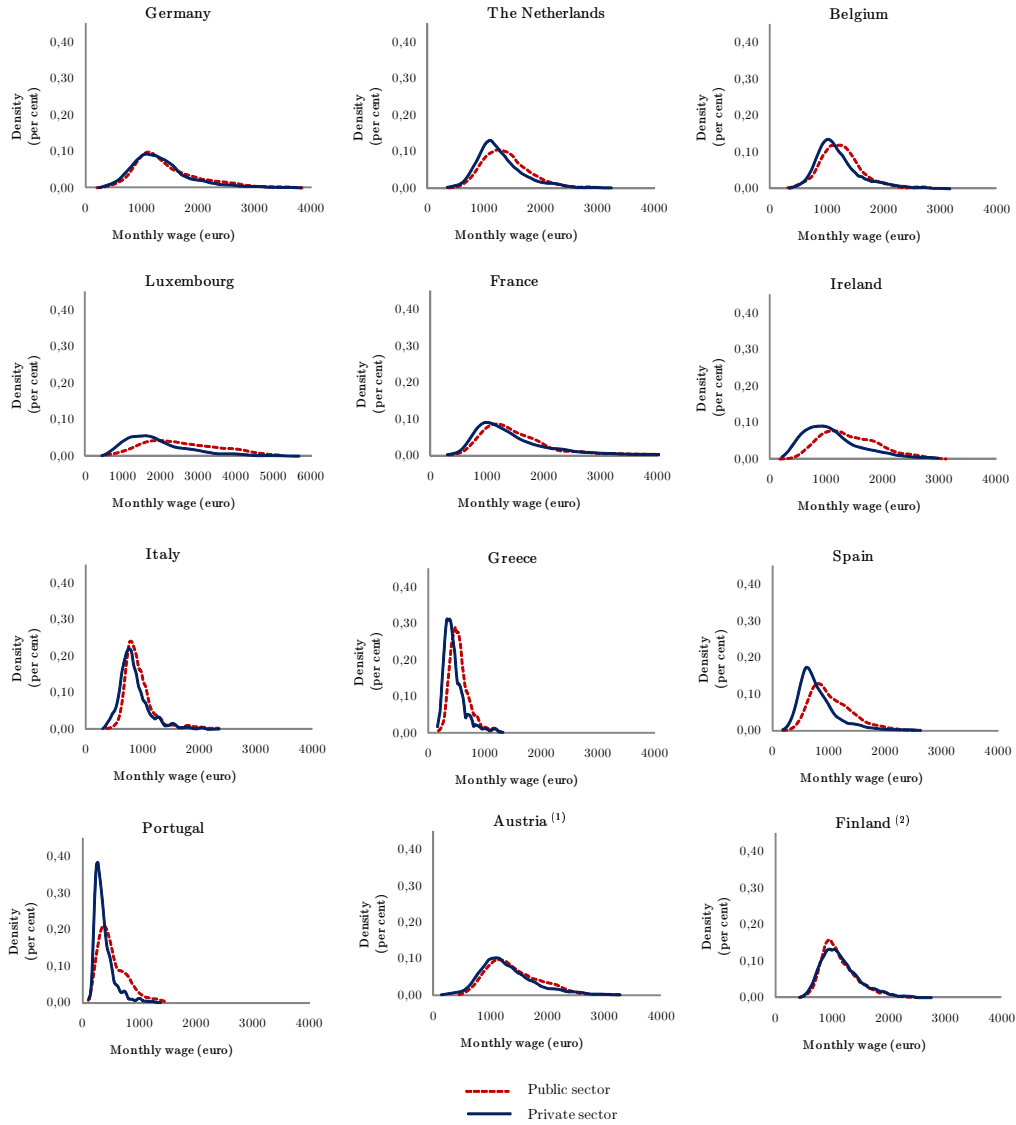 Germany
Density
(per cent)
0,40
0,30
0,20
0,10
0,00
0 1000 2000 3000 4000
Monthly wage (euro)
The Netherlands
Density
(per cent)
0,40
0,30
0,20
0,10
0,00
0 1000 2000 3000 4000
Monthly wage (euro)
Belgium
Density
(per cent)
0,40
0,30
0,20
0,10
0,00
0 1000 2000 3000 4000
Monthly wage (euro)
Luxembourg
Density
(per cent)
0,40
0,30
0,20
0,10
0,00
0 1000 2000 3000 4000 5000 6000
Monthly wage (euro)
France
Density
(per cent)
0,40
0,30
0,20
0,10
0,00
0 1000 2000 3000 4000
Monthly wage (euro)
Ireland
Density
(per cent)
0,40
0,30
0,20
0,10
0,00
0 1000 2000 3000 4000
Monthly wage (euro)
Italy
Density
(per cent)
0,40
0,30
0,20
0,10
0,00
0 1000 2000 3000 4000
Monthly wage (euro)
Greece
Density
(per cent)
0,40
0,30
0,20
0,10
0,00
0 1000 2000 3000 4000
Monthly wage (euro)
Spain
Density
(per cent)
0,40
0,30
0,20
0,10
0,00
0 1000 2000 3000 4000
Monthly wage (euro)
Portugal
Density
(per cent)
0,40
0,30
0,20
0,10
0,00
0 1000 2000 3000 4000
Monthly wage (euro)
Austria (1)
Density
(per cent)
0,40
0,30
0,20
0,10
0,00
0 1000 2000 3000 4000
Monthly wage (euro)
Finland (2)
Density
(per cent)
0,40
0,30
0,20
0,10
0,00
0 1000 2000 3000 4000
Monthly wage (euro)
Public sector
Private sector